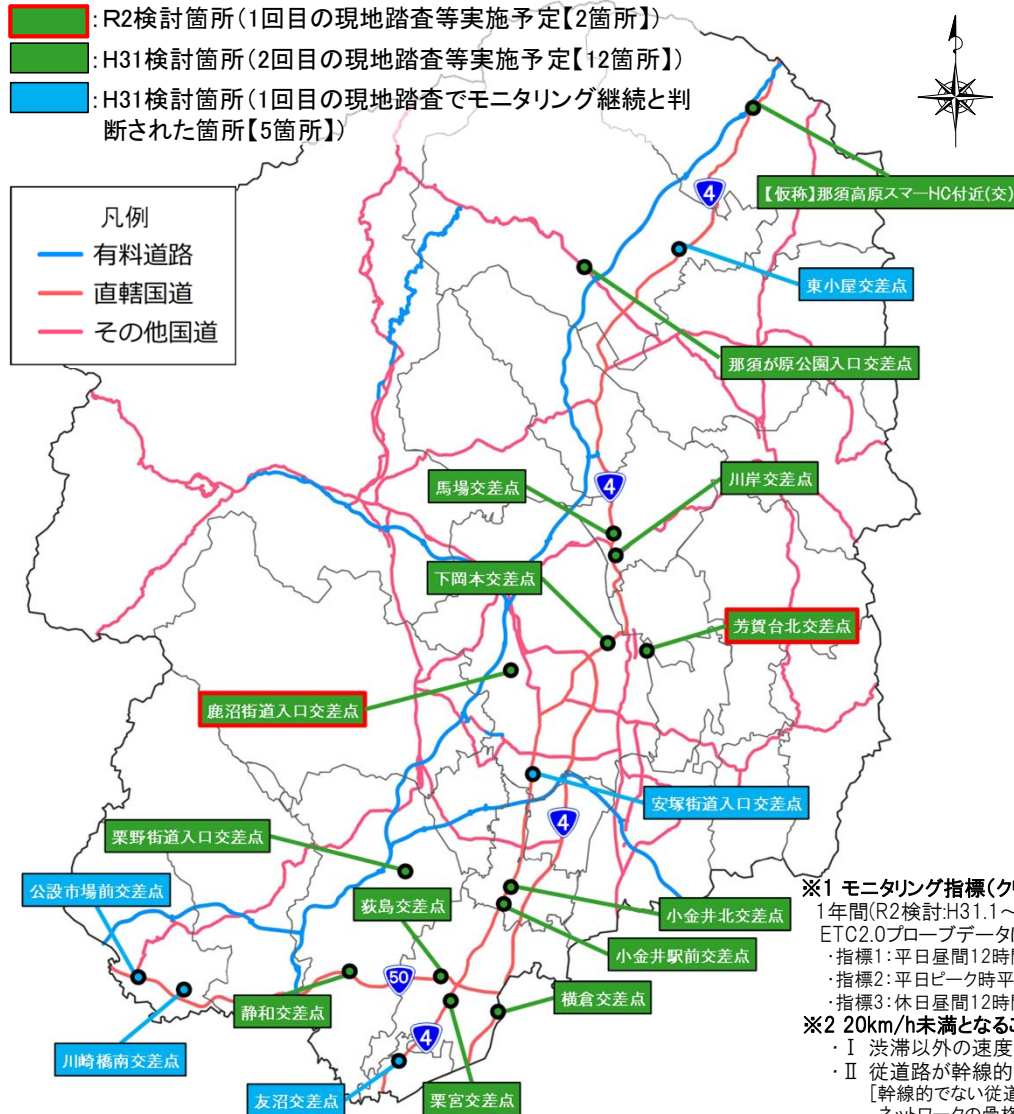 :R2検討箇所(1回目の現地踏査等実施予定【2箇所】)
:H31検討箇所(2回目の現地踏査等実施予定【12箇所】)
:H31検討箇所(1回目の現地踏査でモニタリング継続と判
断された箇所【5箇所】)
凡例
有料道路
直轄国道
その他国道
4
【仮称】那須高原スマートIC付近(交)
東小屋交差点
那須が原公園入口交差点
馬場交差点
4
川岸交差点
下岡本交差点
芳賀台北交差点
鹿沼街道入口交差点
安塚街道入口交差点
4
栗野街道入口交差点
公設市場前交差点
荻島交差点
小金井北交差点
小金井駅前交差点
50
静和交差点
横倉交差点
川崎橋南交差点
4
友沼交差点
栗宮交差点
※1 モニタリング指標(ク
1年間(R2検討:H31.1~
ETC2.0プローブデータ
・指標1:平日昼間12時間
・指標2:平日ピーク時平
・指標3:休日昼間12時間
※2 20km/h未満となる
・Ⅰ 渋滞以外の速度
・Ⅱ 従道路が幹線的
[幹線的でない従道